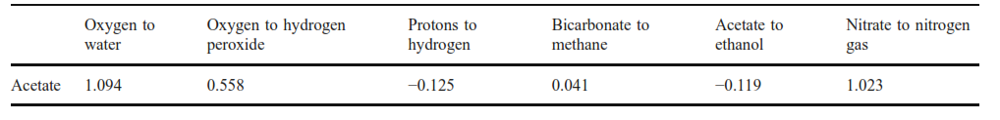 Oxygen to Oxygen to hydrogen Protons to Bicarbonate to Acetate to Nitrate to nitrogen
water peroxide hydrogen methane ethanol gas
Acetate 1.094 0.558 −0.125 0.041 −0.119 1.023